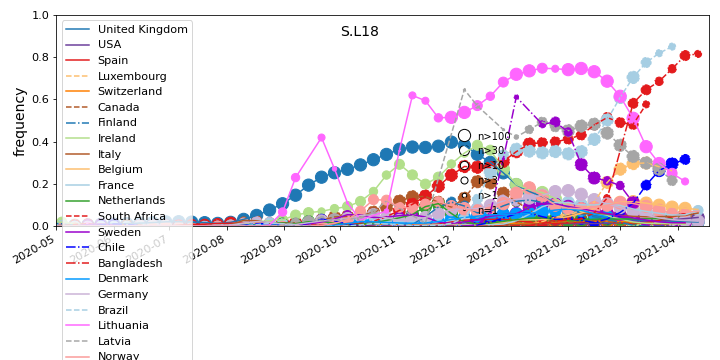 S.L18
frequency
1.0
0.8
0.6
0.4
0.2
0.0
United Kingdom
USA
Spain
Luxembourg
Switzerland
Canada
Finland
Ireland
Italy
Belgium
France
Netherlands
South Africa
Sweden
Chile
Bangladesh
Denmark
Germany
Brazil
Lithuania
Latvia
Norway
n>100
n>30
n>10
n>3
n>1
n=1
2020-05
2020-07
2020-08
2020-09
2020-10
2020-11
2020-12
2021-01
2021-02
2021-03
2021-04